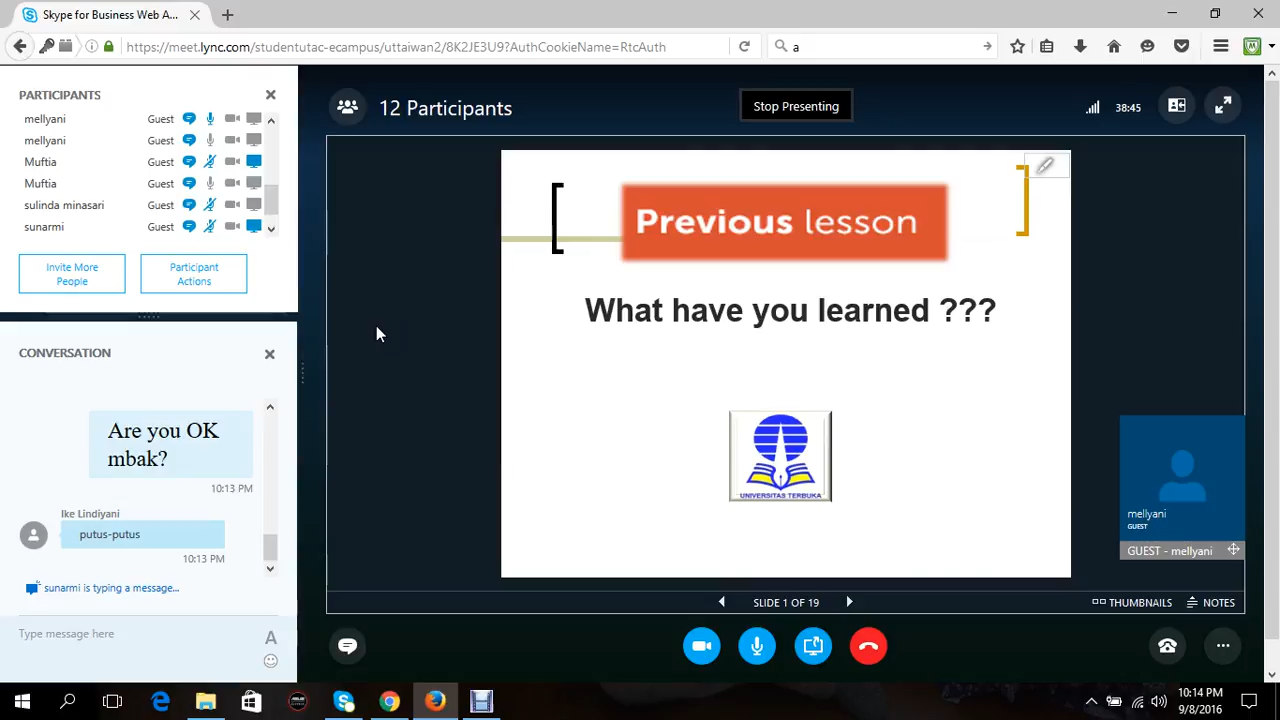 Skype for Business Web A...
https://meet.lync.com/studentutac-ecampus/uttaiwan2/8K2JE3U9?AuthCookieName=RtcAuth
a
PARTICIPANTS
mellyani Guest
mellyani Guest
Muftia Guest
Muftia Guest
sulinda minasari Guest
sunarmi Guest
Invite More
People
Participant
Actions
CONVERSATION
Are you OK
mbak?
10:13 PM
Ike Lindiyani
putus-putus
10:13 PM
sunarmi is typing a message...
Type message here
A
12 Participants
Stop Presenting
38:45
Previous lesson
What have you learned ???
UNIVERSITAS TERBUKA
mellyani
GUEST
GUEST - mellyani
SLIDE 1 OF 19
THUMBNAILS
NOTES
10:14 PM
9/8/2016